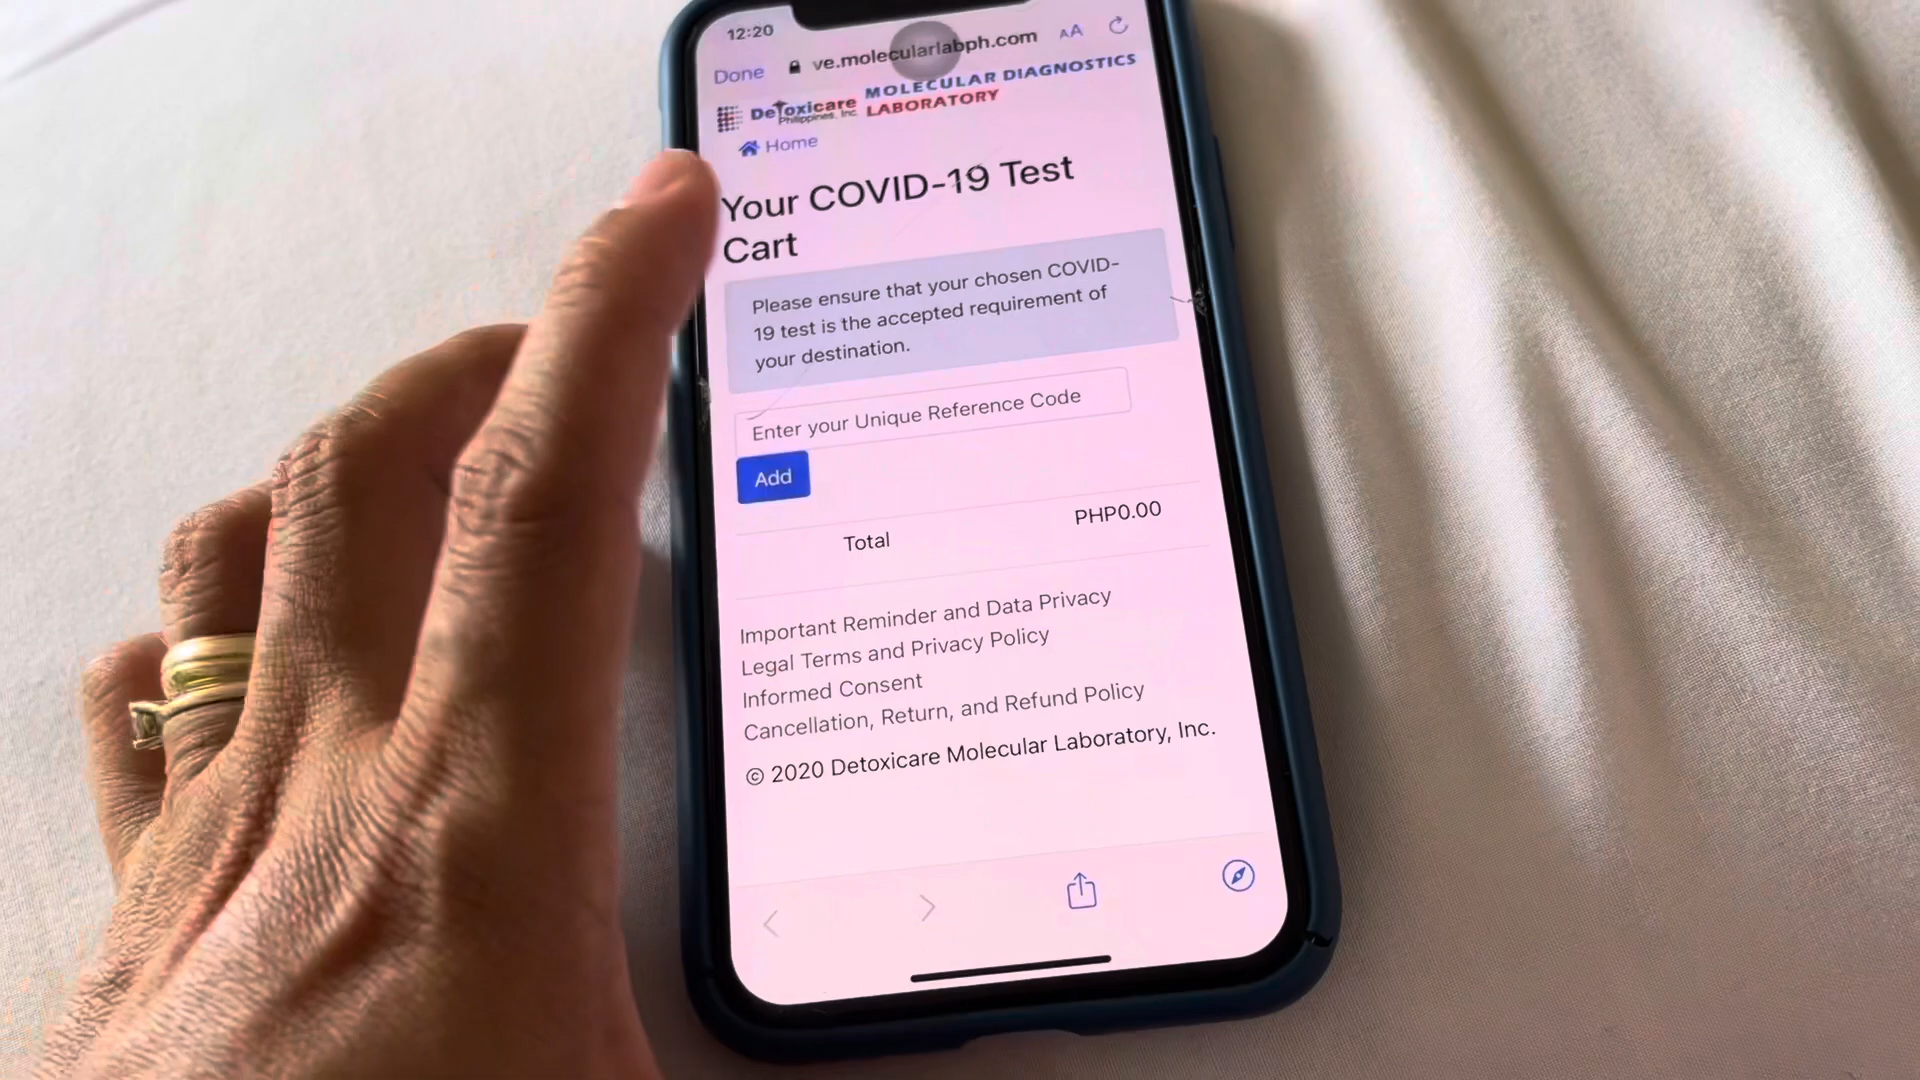 12:20
Done ve.molecularlabph.com AA
DeToxicare MOLECULAR DIAGNOSTICS
Philippines, Inc. LABORATORY
Home
Your COVID-19 Test
Cart
Please ensure that your chosen COVID-
19 test is the accepted requirement of
your destination.
Enter your Unique Reference Code
Add
Total PHP0.00
Important Reminder and Data Privacy
Legal Terms and Privacy Policy
Informed Consent
Cancellation, Return, and Refund Policy
© 2020 Detoxicare Molecular Laboratory, Inc.